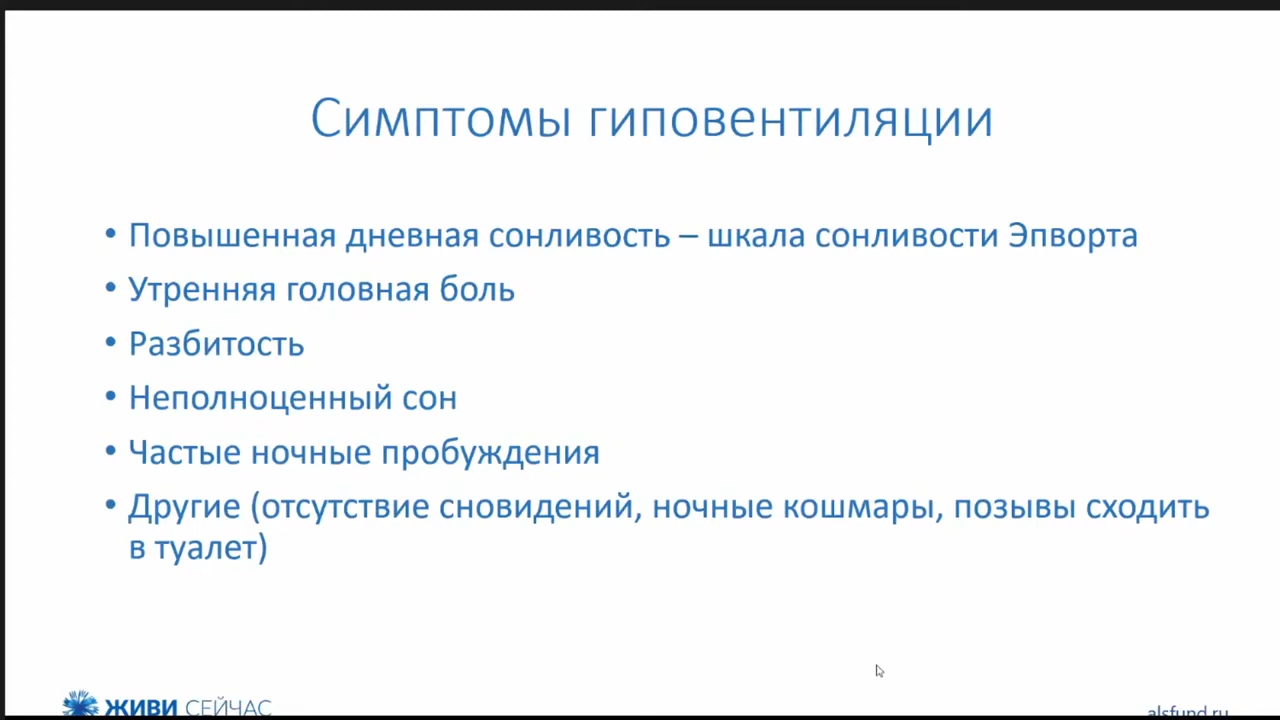 Симптомы гиповентиляции
• Повышенная дневная сонливость – шкала сонливости Эпворта
• Утренняя головная боль
• Разбитость
• Неполноценный сон
• Частые ночные пробуждения
• Другие (отсутствие сновидений, ночные кошмары, позывы сходить
в туалет)
ЖИВИ СЕЙЧАС
alsfund.ru